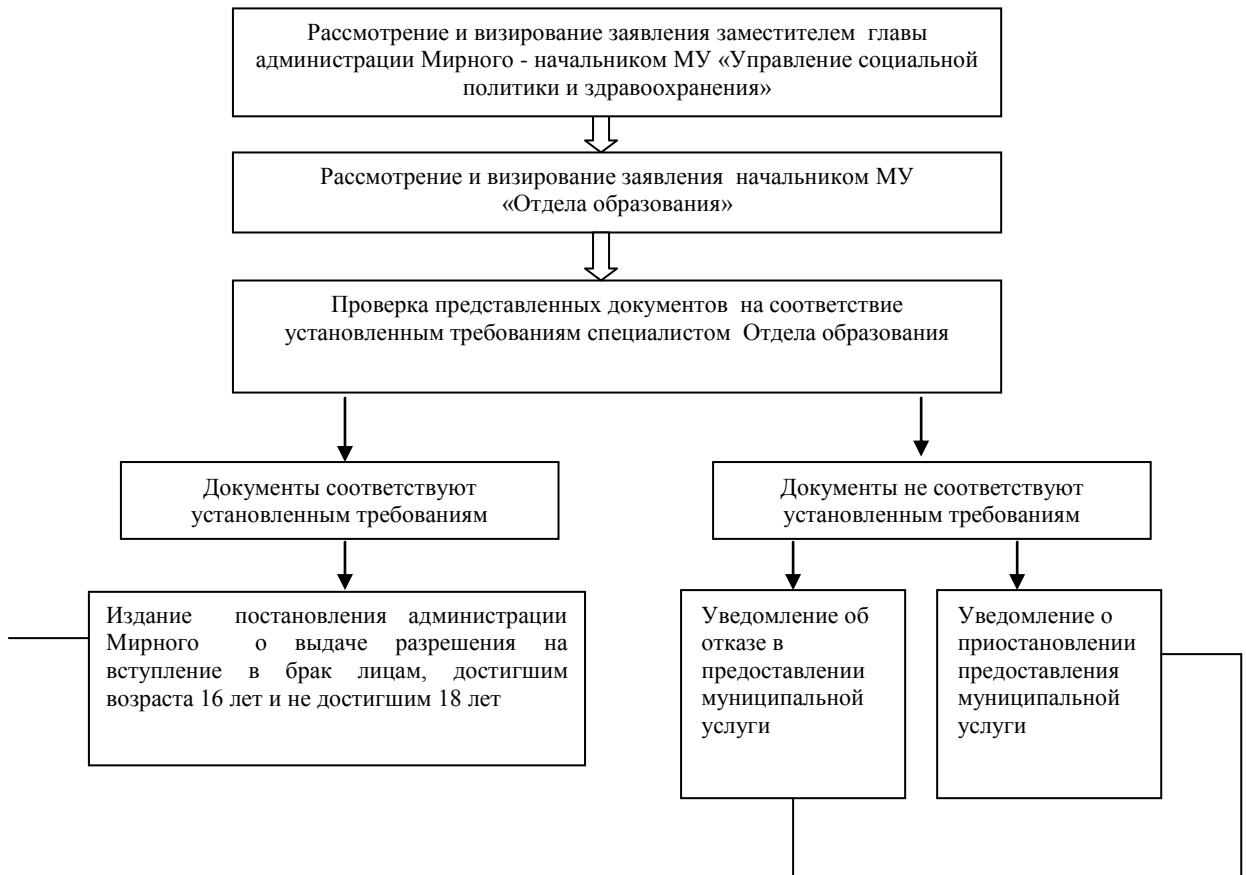 Рассмотрение и визирование заявления заместителем главы
администрации Мирного - начальником МУ «Управление социальной
политики и здравоохранения»
Рассмотрение и визирование заявления начальником МУ
«Отдела образования»
Проверка представленных документов на соответствие
установленным требованиям специалистом Отдела образования
Документы соответствуют
установленным требованиям
Документы не соответствуют
установленным требованиям
Издание постановления администрации
Мирного о выдаче разрешения на
вступление в брак лицам, достигшим
возраста 16 лет и не достигшим 18 лет
Уведомление об
отказе в
предоставлении
муниципальной
услуги
Уведомление о
приостановлении
предоставления
муниципальной
услуги